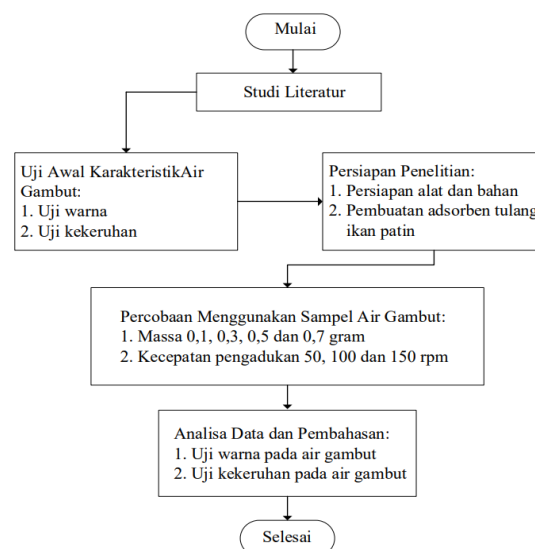 Mulai
Studi Literatur
Uji Awal KarakteristikAir
Gambut:
1. Uji warna
2. Uji kekeruhan
Persiapan Penelitian:
1. Persiapan alat dan bahan
2. Pembuatan adsorben tulang
ikan patin
Percobaan Menggunakan Sampel Air Gambut:
1. Massa 0,1, 0,3, 0,5 dan 0,7 gram
2. Kecepatan pengadukan 50, 100 dan 150 rpm
Analisa Data dan Pembahasan:
1. Uji warna pada air gambut
2. Uji kekeruhan pada air gambut
Selesai